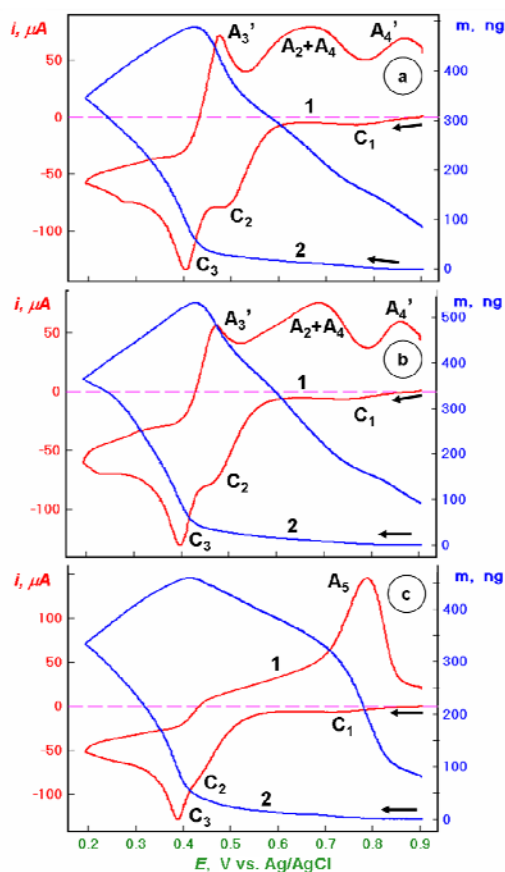 i, µA
m, ng
A₃’
A₂+A₄
A₄’
a
50
0
-50
-100
400
300
200
100
0
1
C₁
C₂
C₃
2
i, µA
m, ng
A₃’
A₂+A₄
A₄’
b
50
0
-50
-100
500
400
300
200
100
0
1
C₁
C₂
C₃
2
i, µA
m, ng
A₅
c
100
50
0
-50
-100
400
300
200
100
0
1
C₁
C₂
C₃
2
0.2 0.3 0.4 0.5 0.6 0.7 0.8 0.9
E, V vs. Ag/AgCl